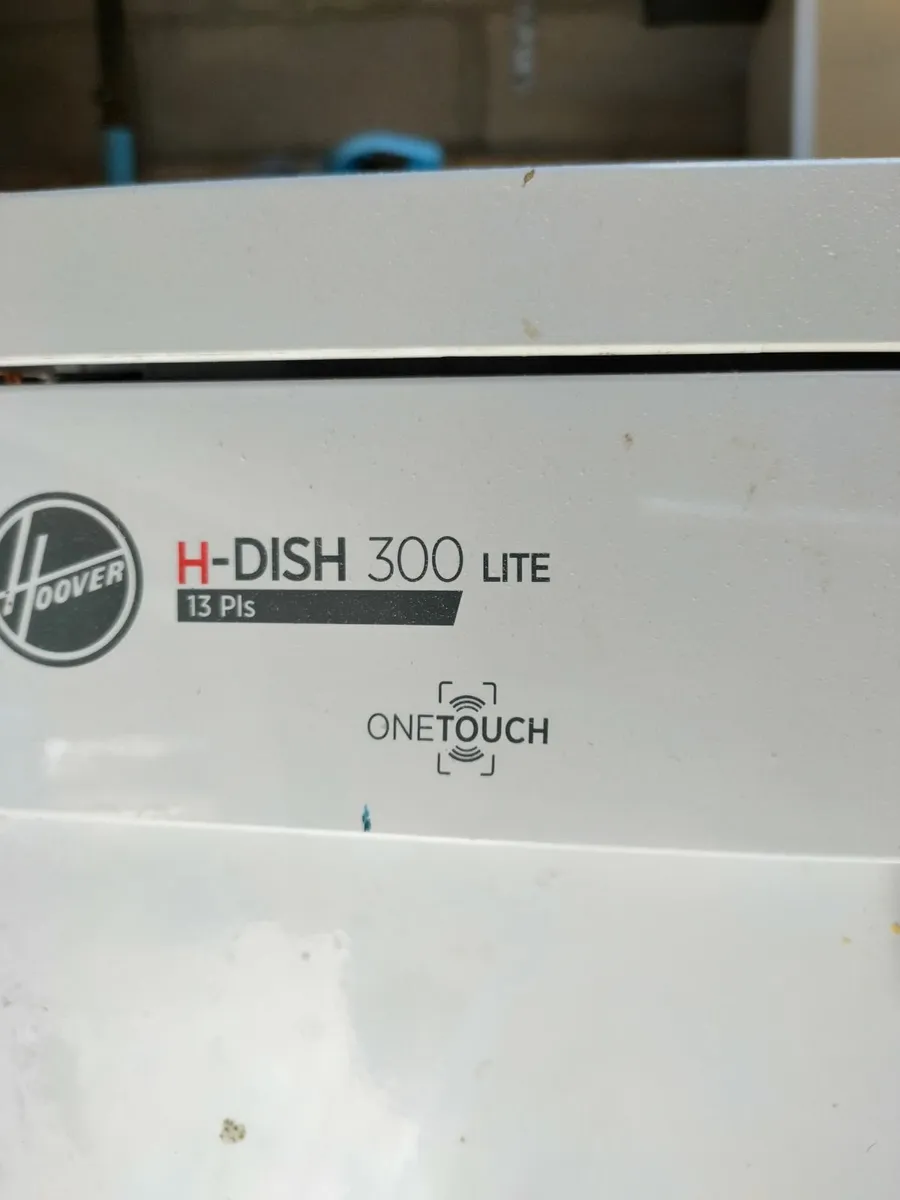 HOOVER
H-DISH 300 LITE
13 Pls
ONETOUCH